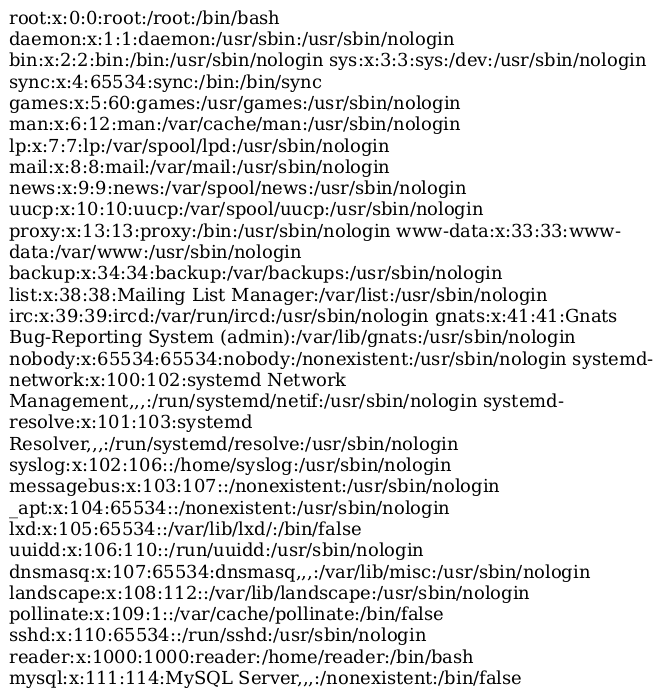 root:x:0:0:root:/root:/bin/bash
daemon:x:1:1:daemon:/usr/sbin:/usr/sbin/nologin
bin:x:2:2:bin:/bin:/usr/sbin/nologin sys:x:3:3:sys:/dev:/usr/sbin/nologin
sync:x:4:65534:sync:/bin:/bin/sync
games:x:5:60:games:/usr/games:/usr/sbin/nologin
man:x:6:12:man:/var/cache/man:/usr/sbin/nologin
lp:x:7:7:lp:/var/spool/lpd:/usr/sbin/nologin
mail:x:8:8:mail:/var/mail:/usr/sbin/nologin
news:x:9:9:news:/var/spool/news:/usr/sbin/nologin
uucp:x:10:10:uucp:/var/spool/uucp:/usr/sbin/nologin
proxy:x:13:13:proxy:/bin:/usr/sbin/nologin www-data:x:33:33:www-
data:/var/www:/usr/sbin/nologin
backup:x:34:34:backup:/var/backups:/usr/sbin/nologin
list:x:38:38:Mailing List Manager:/var/list:/usr/sbin/nologin
irc:x:39:39:ircd:/var/run/ircd:/usr/sbin/nologin gnats:x:41:41:Gnats
Bug-Reporting System (admin):/var/lib/gnats:/usr/sbin/nologin
nobody:x:65534:65534:nobody:/nonexistent:/usr/sbin/nologin systemd-
network:x:100:102:systemd Network
Management,,,:/run/systemd/netif:/usr/sbin/nologin systemd-
resolve:x:101:103:systemd
Resolver,,,:/run/systemd/resolve:/usr/sbin/nologin
syslog:x:102:106::/home/syslog:/usr/sbin/nologin
messagebus:x:103:107::/nonexistent:/usr/sbin/nologin
_apt:x:104:65534::/nonexistent:/usr/sbin/nologin
lxd:x:105:65534::/var/lib/lxd/:/bin/false
uuidd:x:106:110::/run/uuidd:/usr/sbin/nologin
dnsmasq:x:107:65534:dnsmasq,,,:/var/lib/misc:/usr/sbin/nologin
landscape:x:108:112::/var/lib/landscape:/usr/sbin/nologin
pollinate:x:109:1::/var/cache/pollinate:/bin/false
sshd:x:110:65534::/run/sshd:/usr/sbin/nologin
reader:x:1000:1000:reader:/home/reader:/bin/bash
mysql:x:111:114:MySQL Server,,,:/nonexistent:/bin/false